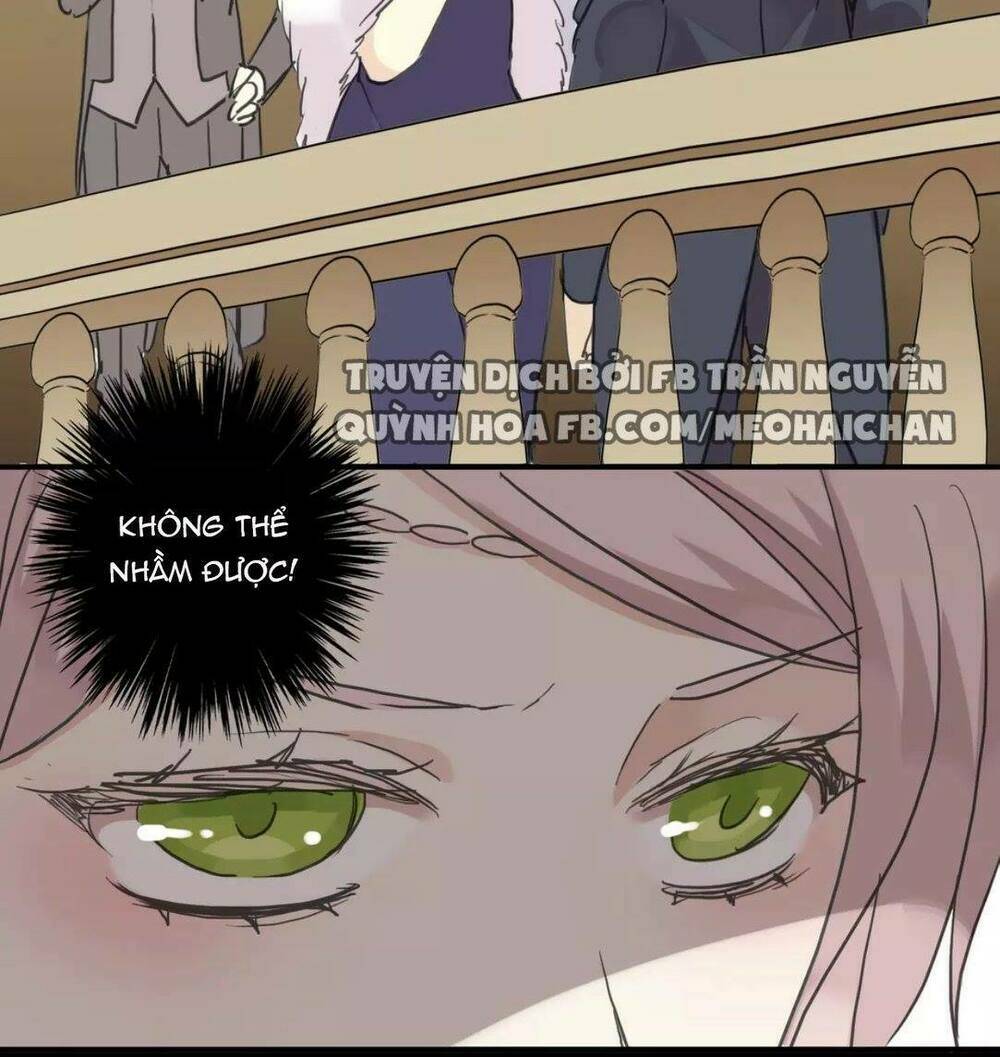 TRUYỆN DỊCH BỞI FB TRẦN NGUYỄN
QUỲNH HOA FB.COM/MEOHAICHAN
KHÔNG THỂ
NHẦM ĐƯỢC!